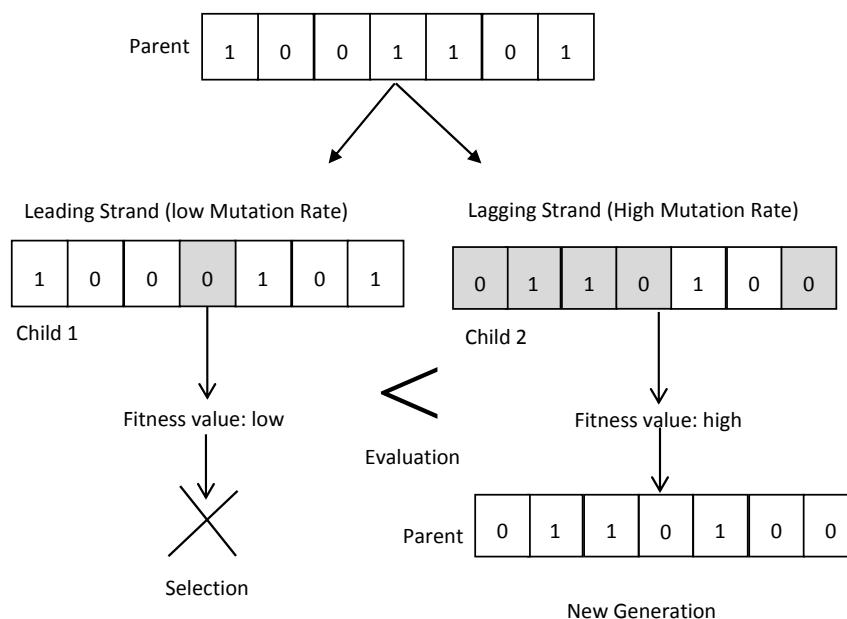 Parent 1 0 0 1 1 0 1
Leading Strand (low Mutation Rate)
Lagging Strand (High Mutation Rate)
1 0 0 0 1 0 1
0 1 1 0 1 0 0
Child 1
Child 2
<
Fitness value: low
Fitness value: high
Evaluation
Parent 0 1 1 0 1 0 0
Selection
New Generation